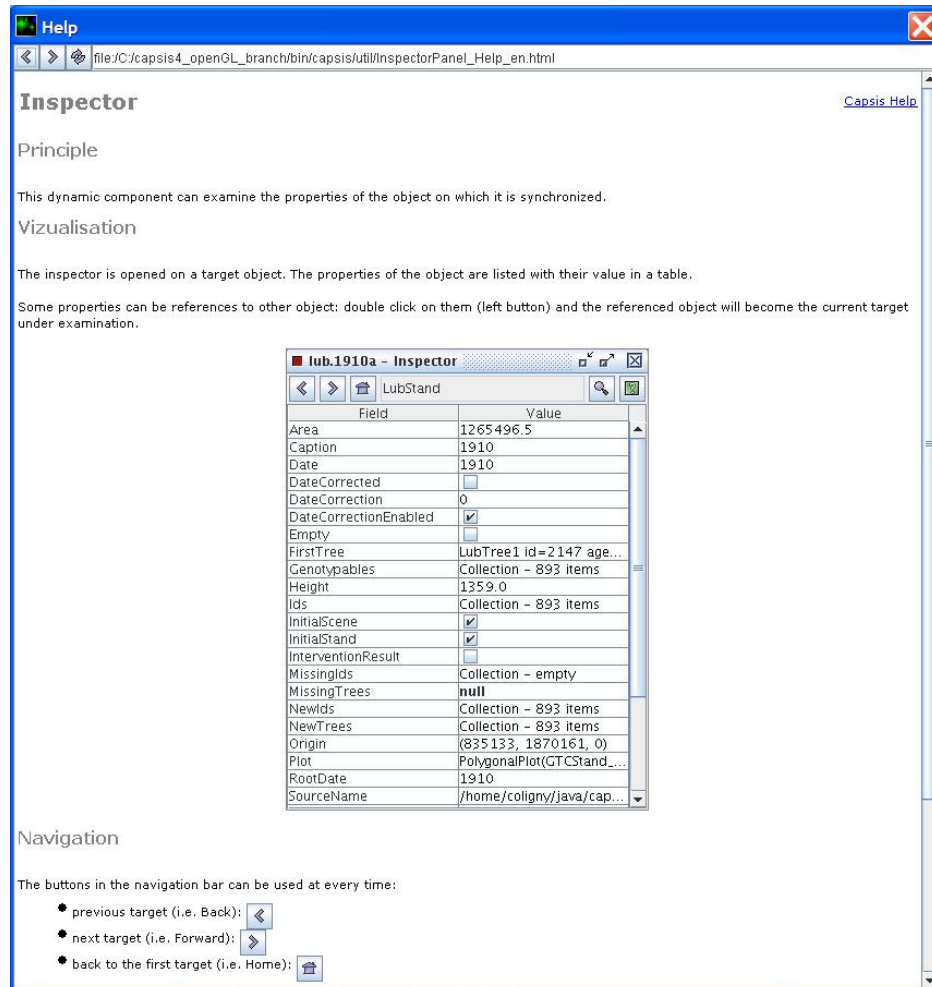 Help
file:/C:/capsis4_openGL_branch/bin/capsis/util/InspectorPanel_Help_en.html
Inspector
Capsis Help
Principle
This dynamic component can examine the properties of the object on which it is synchronized.
Vizualisation
The inspector is opened on a target object. The properties of the object are listed with their value in a table.
Some properties can be references to other object: double click on them (left button) and the referenced object will become the current target
under examination.
lub.1910a - Inspector
LubStand
Field Value
Area 1265496.5
Caption 1910
Date 1910
DateCorrected
DateCorrection 0
DateCorrectionEnabled
Empty
FirstTree LubTree1 id=2147 age...
Genotypables Collection - 893 items
Height 1359.0
Ids Collection - 893 items
InitialScene
InitialStand
InterventionResult
MissingIds Collection - empty
MissingTrees null
NewIds Collection - 893 items
NewTrees Collection - 893 items
Origin (835133, 1870161, 0)
Plot PolygonalPlot(GTCStand_...
RootDate 1910
SourceName /home/coligny/java/cap...
Navigation
The buttons in the navigation bar can be used at every time:
previous target (i.e. Back):
next target (i.e. Forward):
back to the first target (i.e. Home):